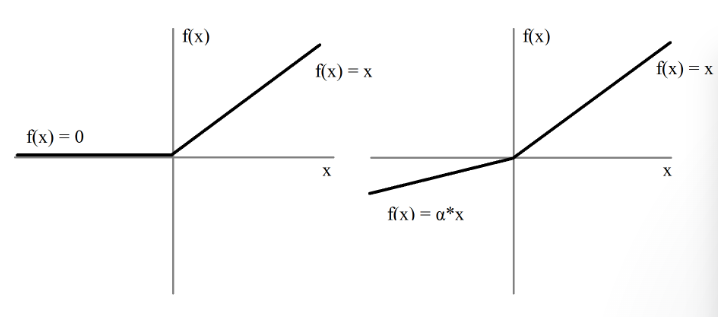 f(x)
f(x) = x
f(x) = 0
x
f(x)
f(x) = x
x
f(x) = α*x